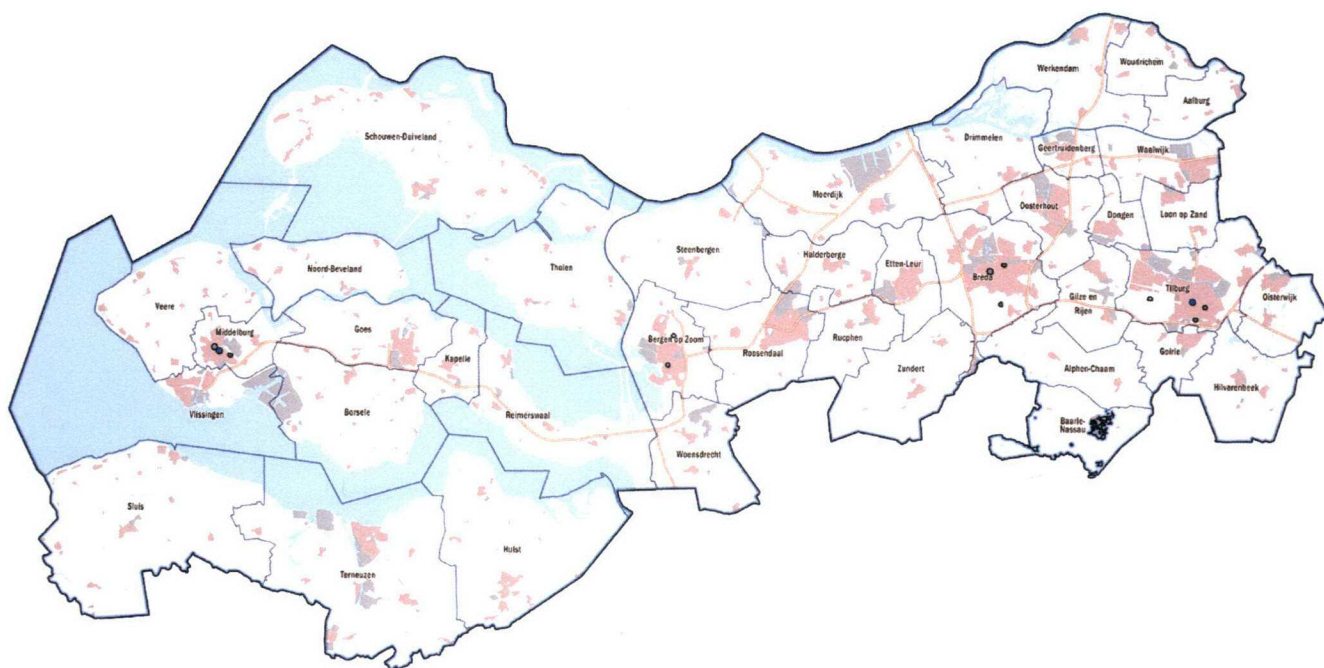 Werkendam
Woudrichem
Aalburg
Schouwen-Duiveland
Drimmelen
Geertruidenberg
Waalwijk
Moerdijk
Oosterhout
Dongen
Loon op Zand
Steenbergen
Halderberge
Etten-Leur
Breda
Tilburg
Oisterwijk
Noord-Beveland
Tholen
Veere
Middelburg
Goes
Kapelle
Bergen op Zoom
Roosendaal
Rucphen
Zundert
Gilze en
Rijen
Goirle
Alphen-Chaam
Hilvarenbeek
Vlissingen
Borsele
Reimerswaal
Baarle-
Nassau
Woensdrecht
Sluis
Terneuzen
Hulst